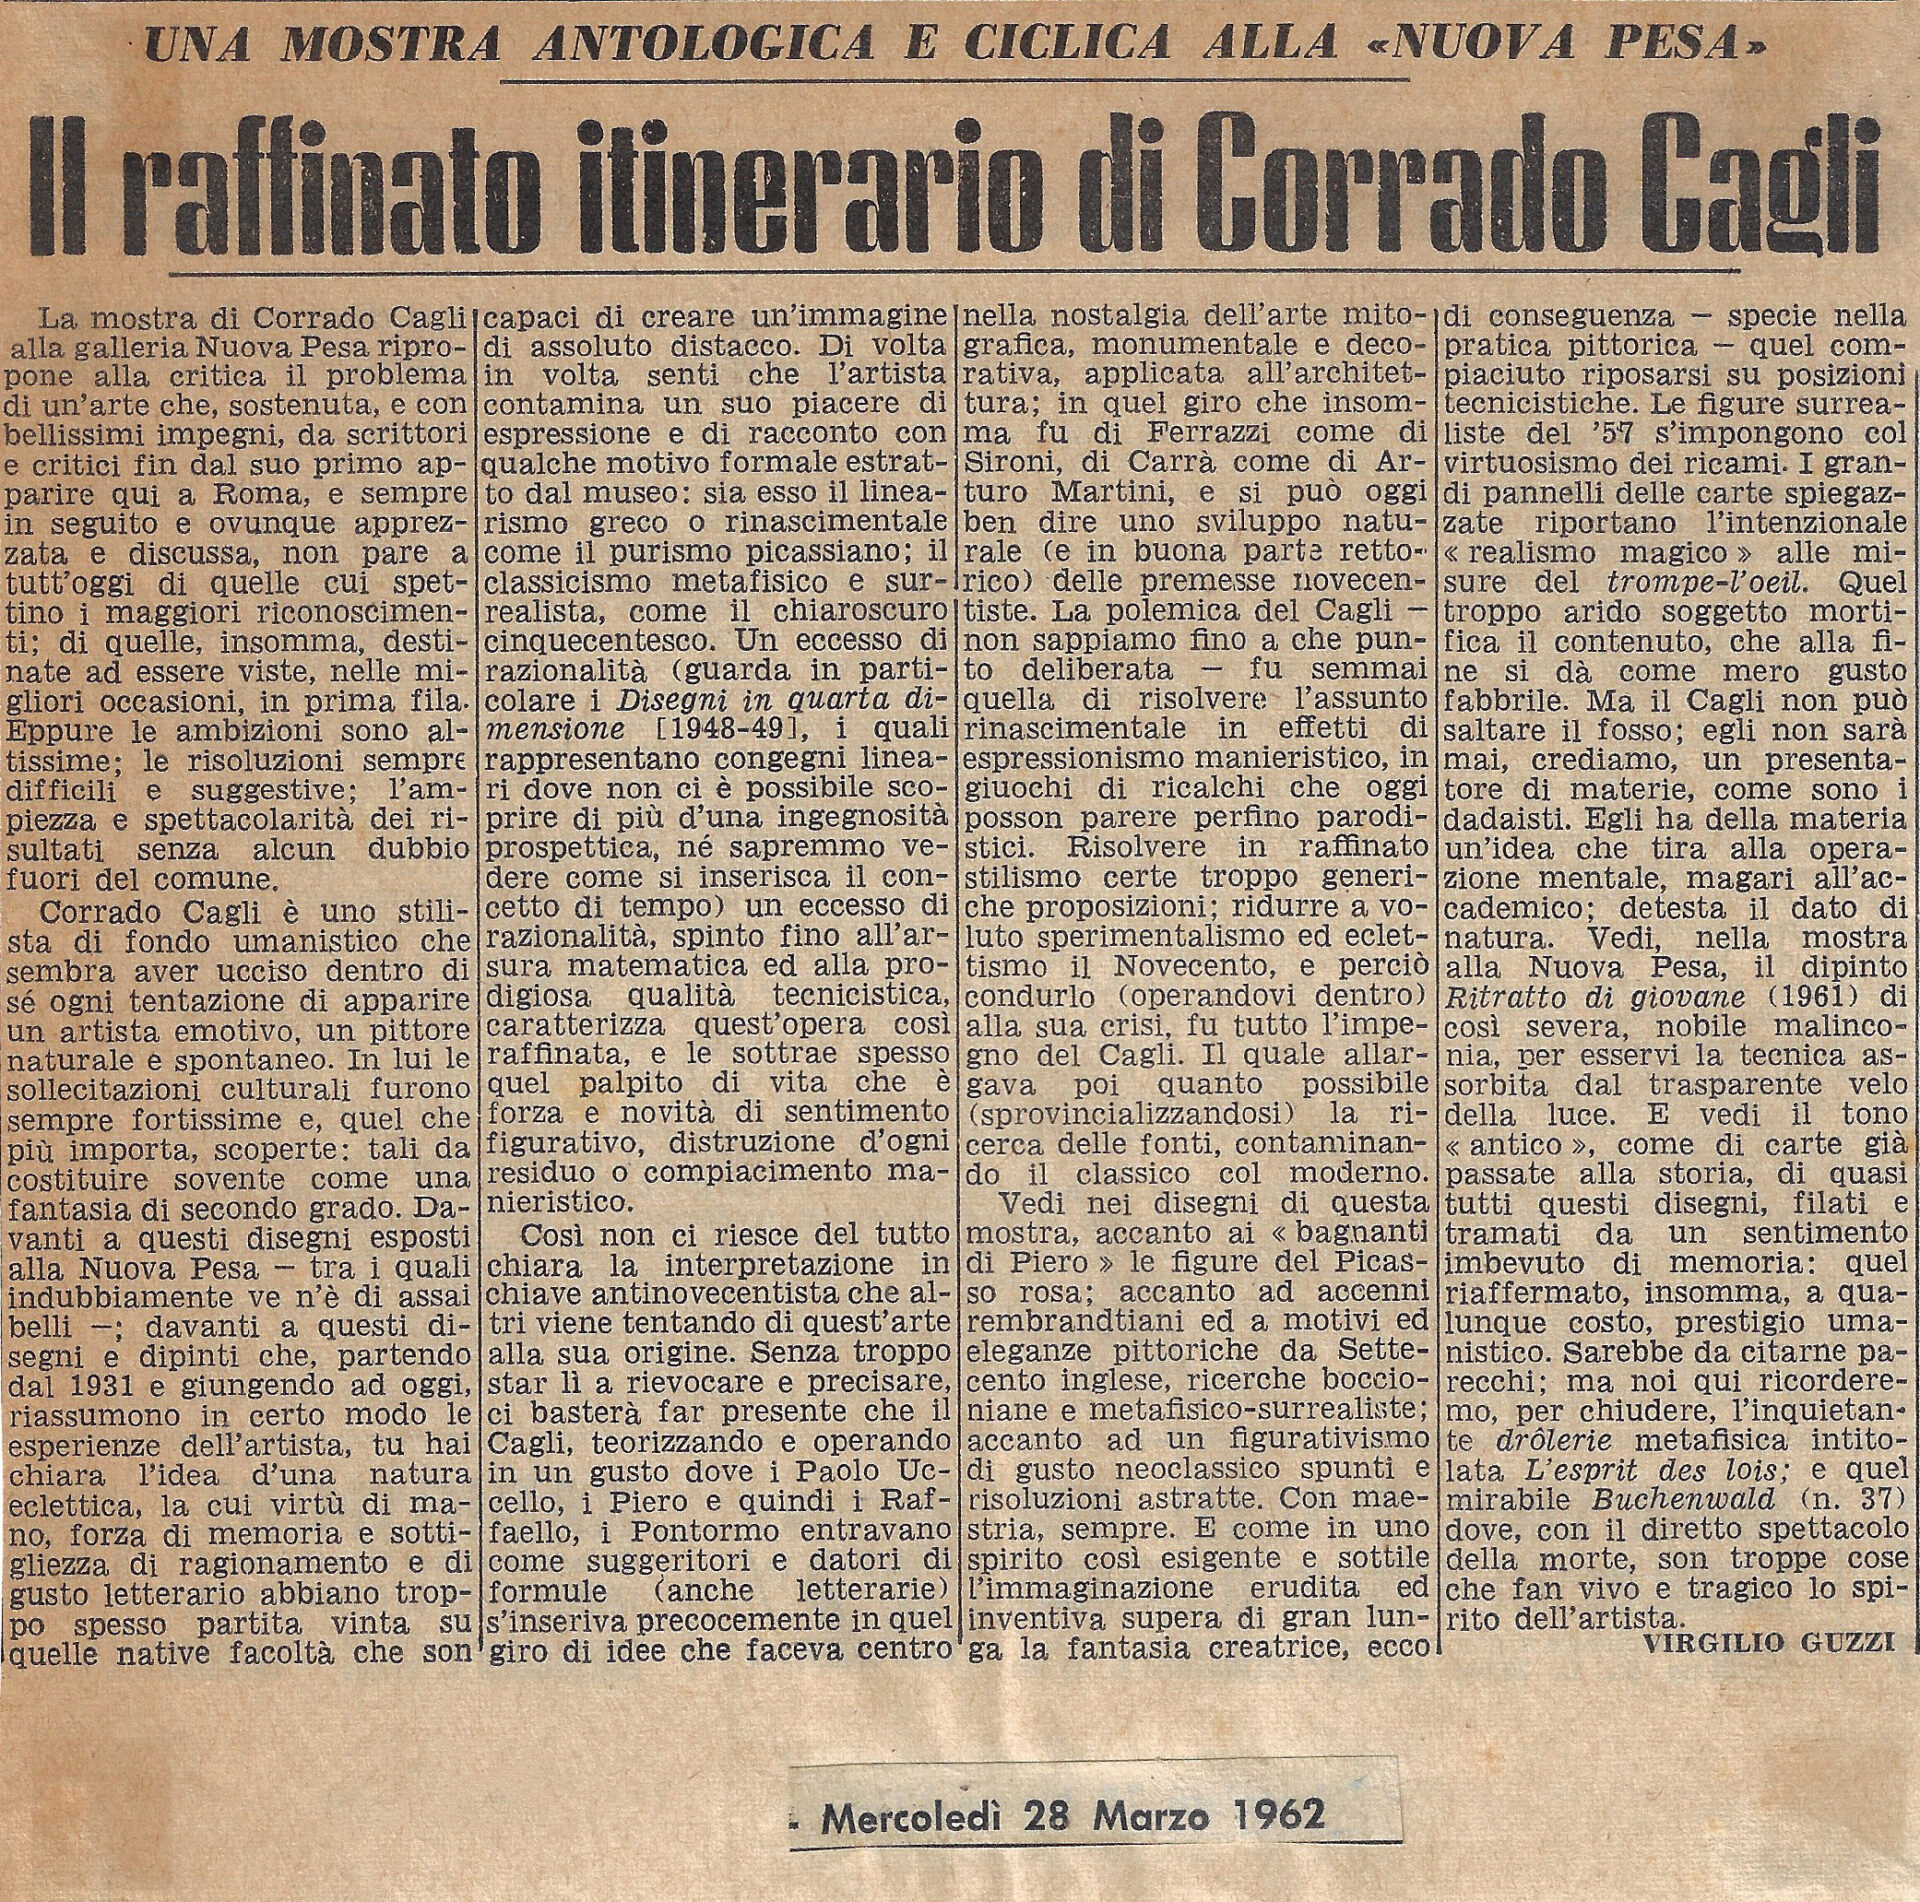 UNA MOSTRA ANTOLOGICA E CICLICA ALLA «NUOVA PESA»
Il raffinato itinerario di Corrado Cagli
La mostra di Corrado Cagli
alla galleria Nuova Pesa ripro-
pone alla critica il problema
di un'arte che, sostenuta, e con
bellissimi impegni, da scrittori
e critici fin dal suo primo ap-
parire qui a Roma, e sempre
in seguito e ovunque apprez-
zata e discussa, non pare a
tutt'oggi di quelle cui spet-
tino i maggiori riconoscimen-
ti; di quelle, insomma, desti-
nate ad essere viste, nelle mi-
gliori occasioni, in prima fila.
Eppure le ambizioni sono al-
tissime; le risoluzioni sempre
difficili e suggestive; l'am-
piezza e spettacolarità dei ri-
sultati senza alcun dubbio
fuori del comune.
Corrado Cagli è uno stili-
sta di fondo umanistico che
sembra aver ucciso dentro di
sé ogni tentazione di apparire
un artista emotivo, un pittore
naturale e spontaneo. In lui le
sollecitazioni culturali furono
sempre fortissime e, quel che
più importa, scoperte: tali da
costituire sovente come una
fantasia di secondo grado. Da-
vanti a questi disegni esposti
alla Nuova Pesa — tra i quali
indubbiamente ve n'è di assai
belli —; davanti a questi di-
segni e dipinti che, partendo
dal 1931 e giungendo ad oggi,
riassumono in certo modo le
esperienze dell'artista, tu hai
chiara l'idea d'una natura
eclettica, la cui virtù di ma-
no, forza di memoria e sotti-
gliezza di ragionamento e di
gusto letterario abbiano trop-
po spesso partita vinta su
quelle native facoltà che son
capaci di creare un'immagine
di assoluto distacco. Di volta
in volta senti che l'artista
contamina un suo piacere di
espressione e di racconto con
qualche motivo formale estrat-
to dal museo: sia esso il linea-
rismo greco o rinascimentale
come il purismo picassiano; il
classicismo metafisico e sur-
realista, come il chiaroscuro
cinquecentesco. Un eccesso di
razionalità (guarda in parti-
colare i Disegni in quarta di-
mensione [1948-49], i quali
rappresentano congegni linea-
ri dove non ci è possibile sco-
prire di più d'una ingegnosità
prospettica, né sapremmo ve-
dere come si inserisca il con-
cetto di tempo) un eccesso di
razionalità, spinto fino all'ar-
sura matematica ed alla pro-
digiosa qualità tecnicistica,
caratterizza quest'opera così
raffinata, e le sottrae spesso
quel palpito di vita che è
forza e novità di sentimento
figurativo, distruzione d'ogni
residuo o compiacimento ma-
nieristico.
Così non ci riesce del tutto
chiara la interpretazione in
chiave antinovecentista che al-
tri viene tentando di quest'arte
alla sua origine. Senza troppo
star lì a rievocare e precisare,
ci basterà far presente che il
Cagli, teorizzando e operando
in un gusto dove i Paolo Uc-
cello, i Piero e quindi i Raf-
faello, i Pontormo entravano
come suggeritori e datori di
formule (anche letterarie)
s'inseriva precocemente in quel
giro di idee che faceva centro
nella nostalgia dell'arte mito-
grafica, monumentale e deco-
rativa, applicata all'architet-
tura; in quel giro che insom-
ma fu di Ferrazzi come di
Sironi, di Carrà come di Ar-
turo Martini, e si può oggi
ben dire uno sviluppo natu-
rale (e in buona parte retto-
rico) delle premesse novecen-
tiste. La polemica del Cagli —
non sappiamo fino a che pun-
to deliberata — fu semmai
quella di risolvere l'assunto
rinascimentale in effetti di
espressionismo manieristico, in
giuochi di ricalchi che oggi
posson parere perfino parodi-
stici. Risolvere in raffinato
stilismo certe troppo generi-
che proposizioni; ridurre a vo-
luto sperimentalismo ed eclet-
tismo il Novecento, e perciò
condurlo (operandovi dentro)
alla sua crisi, fu tutto l'impe-
gno del Cagli. Il quale allar-
gava poi quanto possibile
(sprovincializzandosi) la ri-
cerca delle fonti, contaminan-
do il classico col moderno.
Vedi nei disegni di questa
mostra, accanto ai « bagnanti
di Piero » le figure del Picas-
so rosa; accanto ad accenni
rembrandtiani ed a motivi ed
eleganze pittoriche da Sette-
cento inglese, ricerche boccio-
niane e metafisico-surrealiste;
accanto ad un figurativismo
di gusto neoclassico spunti e
risoluzioni astratte. Con mae-
stria, sempre. E come in uno
spirito così esigente e sottile
l'immaginazione erudita ed
inventiva supera di gran lun-
ga la fantasia creatrice, ecco
di conseguenza — specie nella
pratica pittorica — quel com-
piaciuto riposarsi su posizioni
tecnicistiche. Le figure surrea-
liste del '57 s'impongono col
virtuosismo dei ricami. I gran-
di pannelli delle carte spiegaz-
zate riportano l'intenzionale
« realismo magico » alle mi-
sure del trompe-l'oeil. Quel
troppo arido soggetto morti-
fica il contenuto, che alla fi-
ne si dà come mero gusto
fabbrile. Ma il Cagli non può
saltare il fosso; egli non sarà
mai, crediamo, un presenta-
tore di materie, come sono i
dadaisti. Egli ha della materia
un'idea che tira alla opera-
zione mentale, magari all'ac-
cademico; detesta il dato di
natura. Vedi, nella mostra
alla Nuova Pesa, il dipinto
Ritratto di giovane (1961) di
così severa, nobile malinco-
nia, per esservi la tecnica as-
sorbita dal trasparente velo
della luce. E vedi il tono
« antico », come di carte già
passate alla storia, di quasi
tutti questi disegni, filati e
tramati da un sentimento
imbevuto di memoria: quel
riaffermato, insomma, a qua-
lunque costo, prestigio uma-
nistico. Sarebbe da citarne pa-
recchi; ma noi qui ricordere-
mo, per chiudere, l'inquietan-
te drôlerie metafisica intito-
lata L'esprit des lois; e quel
mirabile Buchenwald (n. 37)
dove, con il diretto spettacolo
della morte, son troppe cose
che fan vivo e tragico lo spi-
rito dell'artista.
VIRGILIO GUZZI
- Mercoledì 28 Marzo 1962